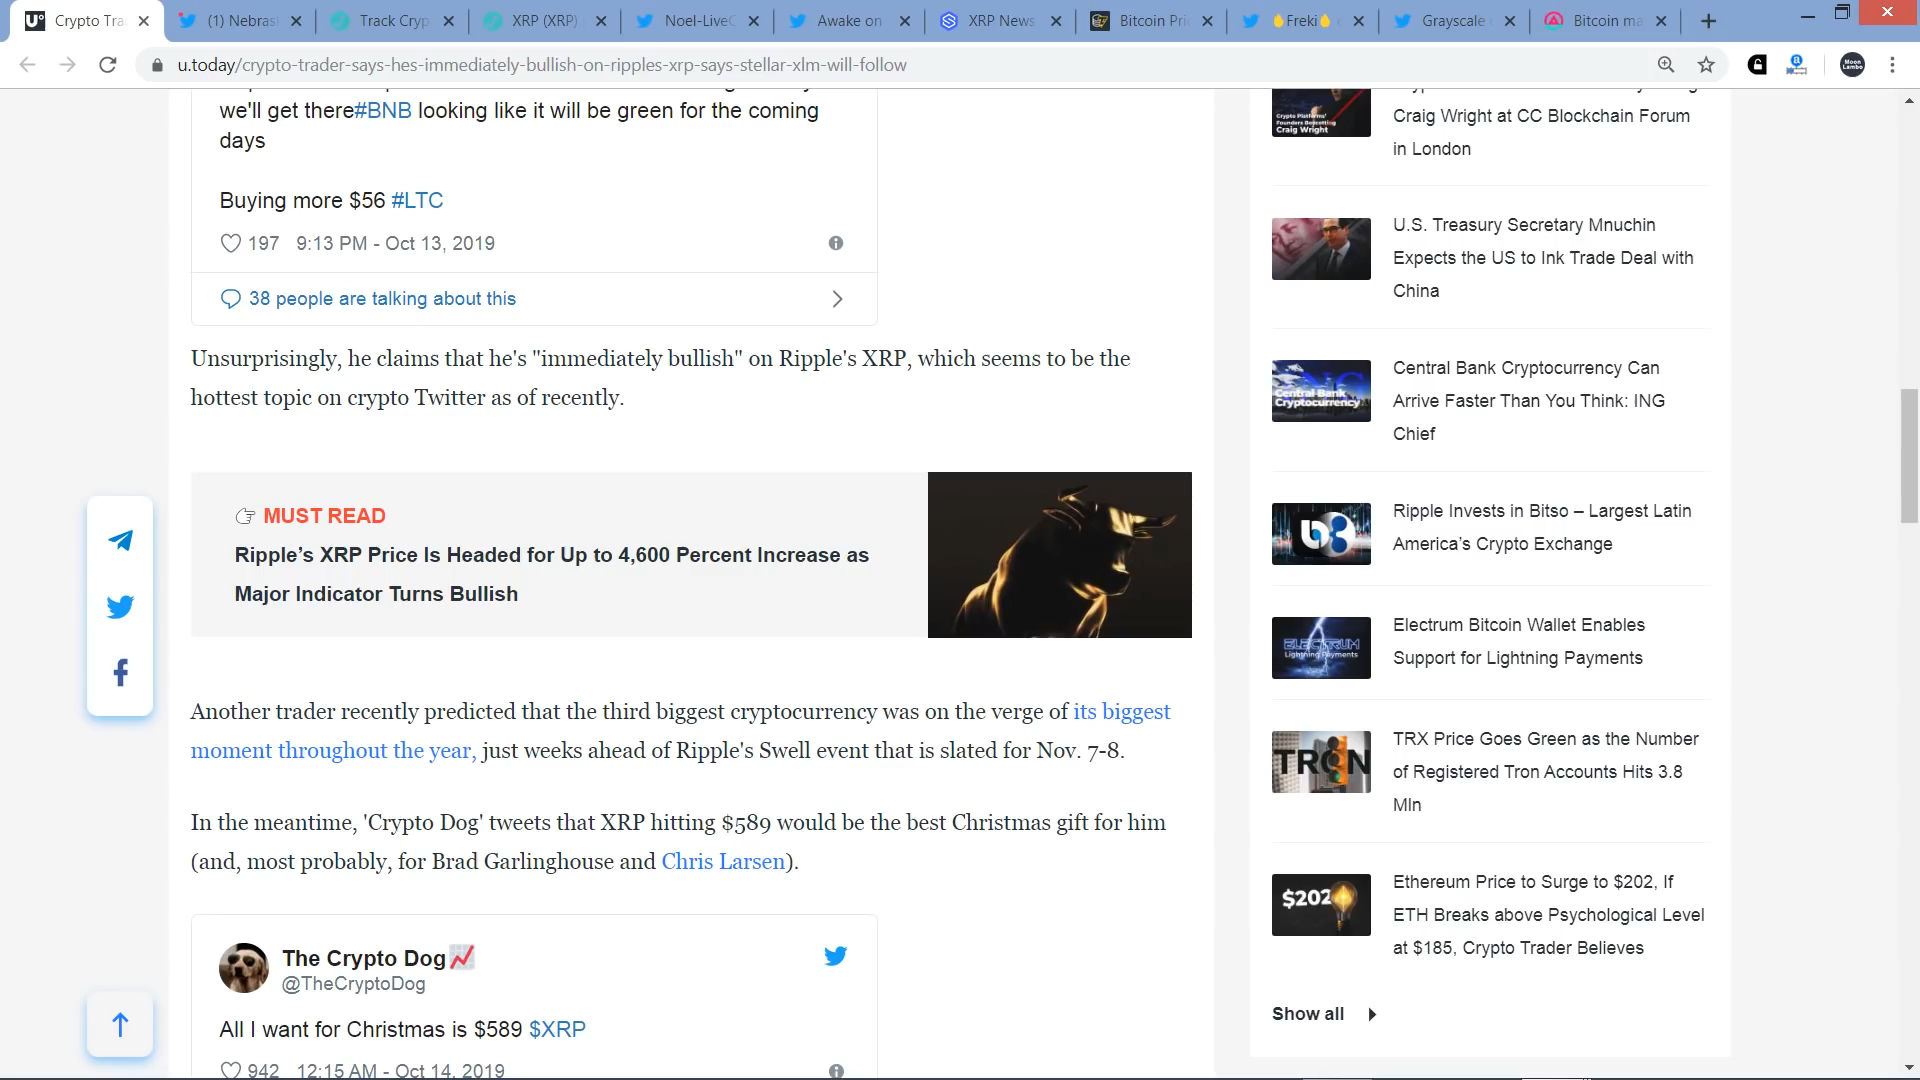 Crypto Tra
(1) Nebras
Track Cryp
XRP (XRP)
Noel-Live
Awake on
XRP News
Bitcoin Pri
Freki
Grayscale
Bitcoin ma
u.today/crypto-trader-says-hes-immediately-bullish-on-ripples-xrp-says-stellar-xlm-will-follow
we'll get there#BNB looking like it will be green for the coming
days
Buying more $56 #LTC
197 9:13 PM - Oct 13, 2019
38 people are talking about this
Unsurprisingly, he claims that he's "immediately bullish" on Ripple's XRP, which seems to be the
hottest topic on crypto Twitter as of recently.
MUST READ
Ripple’s XRP Price Is Headed for Up to 4,600 Percent Increase as
Major Indicator Turns Bullish
Another trader recently predicted that the third biggest cryptocurrency was on the verge of its biggest
moment throughout the year, just weeks ahead of Ripple's Swell event that is slated for Nov. 7-8.
In the meantime, 'Crypto Dog' tweets that XRP hitting $589 would be the best Christmas gift for him
(and, most probably, for Brad Garlinghouse and Chris Larsen).
The Crypto Dog
@TheCryptoDog
All I want for Christmas is $589 $XRP
942 12:15 AM - Oct 14, 2019
Crypto Platforms'
Founders Boycotting
Craig Wright
Craig Wright at CC Blockchain Forum
in London
U.S. Treasury Secretary Mnuchin
Expects the US to Ink Trade Deal with
China
Central Bank
Cryptocurrency
Central Bank Cryptocurrency Can
Arrive Faster Than You Think: ING
Chief
Ripple Invests in Bitso – Largest Latin
America’s Crypto Exchange
ELECTRUM
Lightning Payments
Electrum Bitcoin Wallet Enables
Support for Lightning Payments
TRON
TRX Price Goes Green as the Number
of Registered Tron Accounts Hits 3.8
Mln
$202
Ethereum Price to Surge to $202, If
ETH Breaks above Psychological Level
at $185, Crypto Trader Believes
Show all